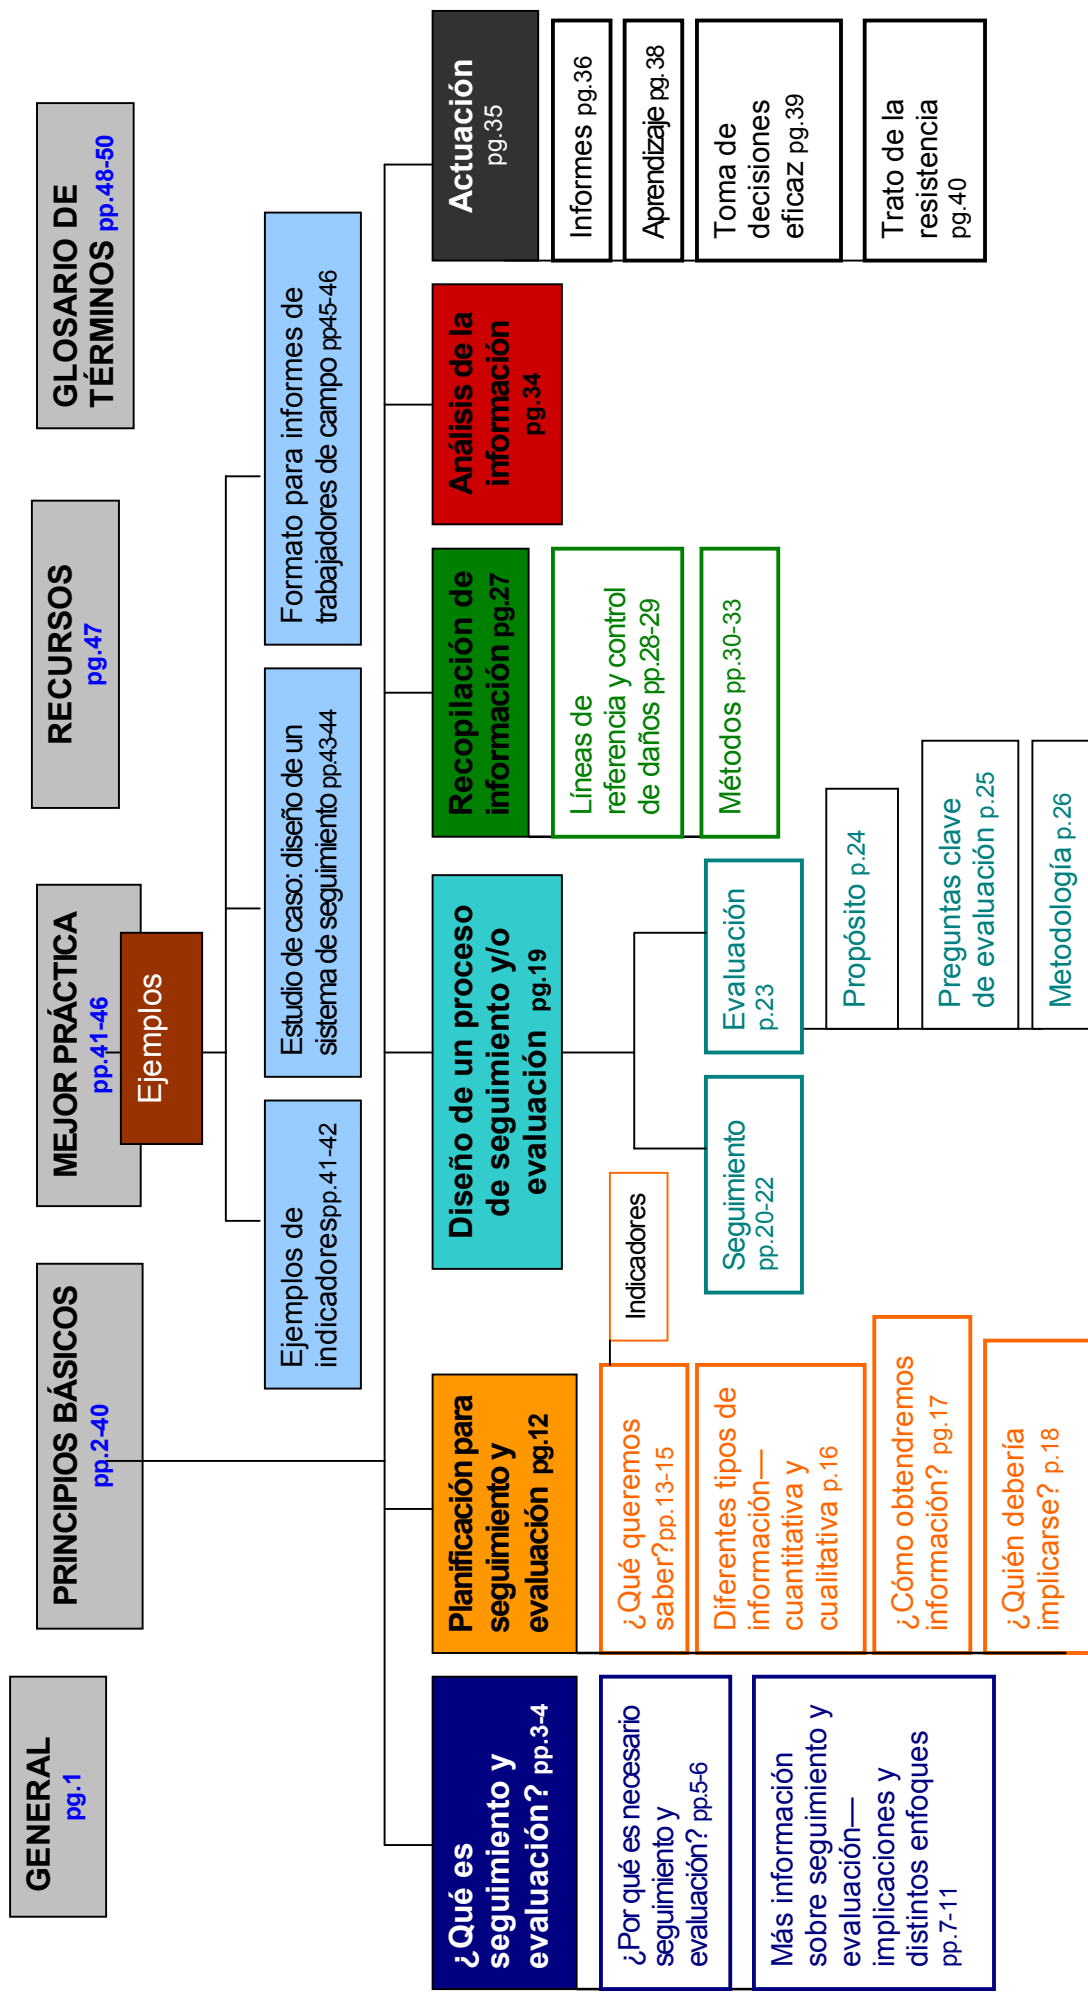 GENERAL
pg.1
PRINCIPIOS BÁSICOS
pp.2-40
MEJOR PRÁCTICA
pp.41-46
RECURSOS
pg.47
GLOSARIO DE
TÉRMINOS pp.48-50
Ejemplos
Ejemplos de
indicadorespp.41-42
Estudio de caso: diseño de un
sistema de seguimiento pp.43-44
Formato para informes de
trabajadores de campo pp45-46
¿Qué es
seguimiento y
evaluación? pp.3-4
¿Por qué es necesario
seguimiento y
evaluación? pp.5-6
Más información
sobre seguimiento y
evaluación—
implicaciones y
distintos enfoques
pp.7-11
Planificación para
seguimiento y
evaluación pg.12
¿Qué queremos
saber?pp.13-15
Indicadores
Diferentes tipos de
información—
cuantitativa y
cualitativa p.16
¿Cómo obtendremos
información? pg.17
¿Quién debería
implicarse? p.18
Diseño de un proceso
de seguimiento y/o
evaluación pg.19
Seguimiento
pp.20-22
Evaluación
p.23
Propósito p.24
Preguntas clave
de evaluación p.25
Metodología p.26
Recopilación de
información pg.27
Líneas de
referencia y control
de daños pp.28-29
Métodos pp.30-33
Análisis de la
información
pg.34
Actuación
pg.35
Informes pg.36
Aprendizaje pg.38
Toma de
decisiones
eficaz pg.39
Trato de la
resistencia
pg.40